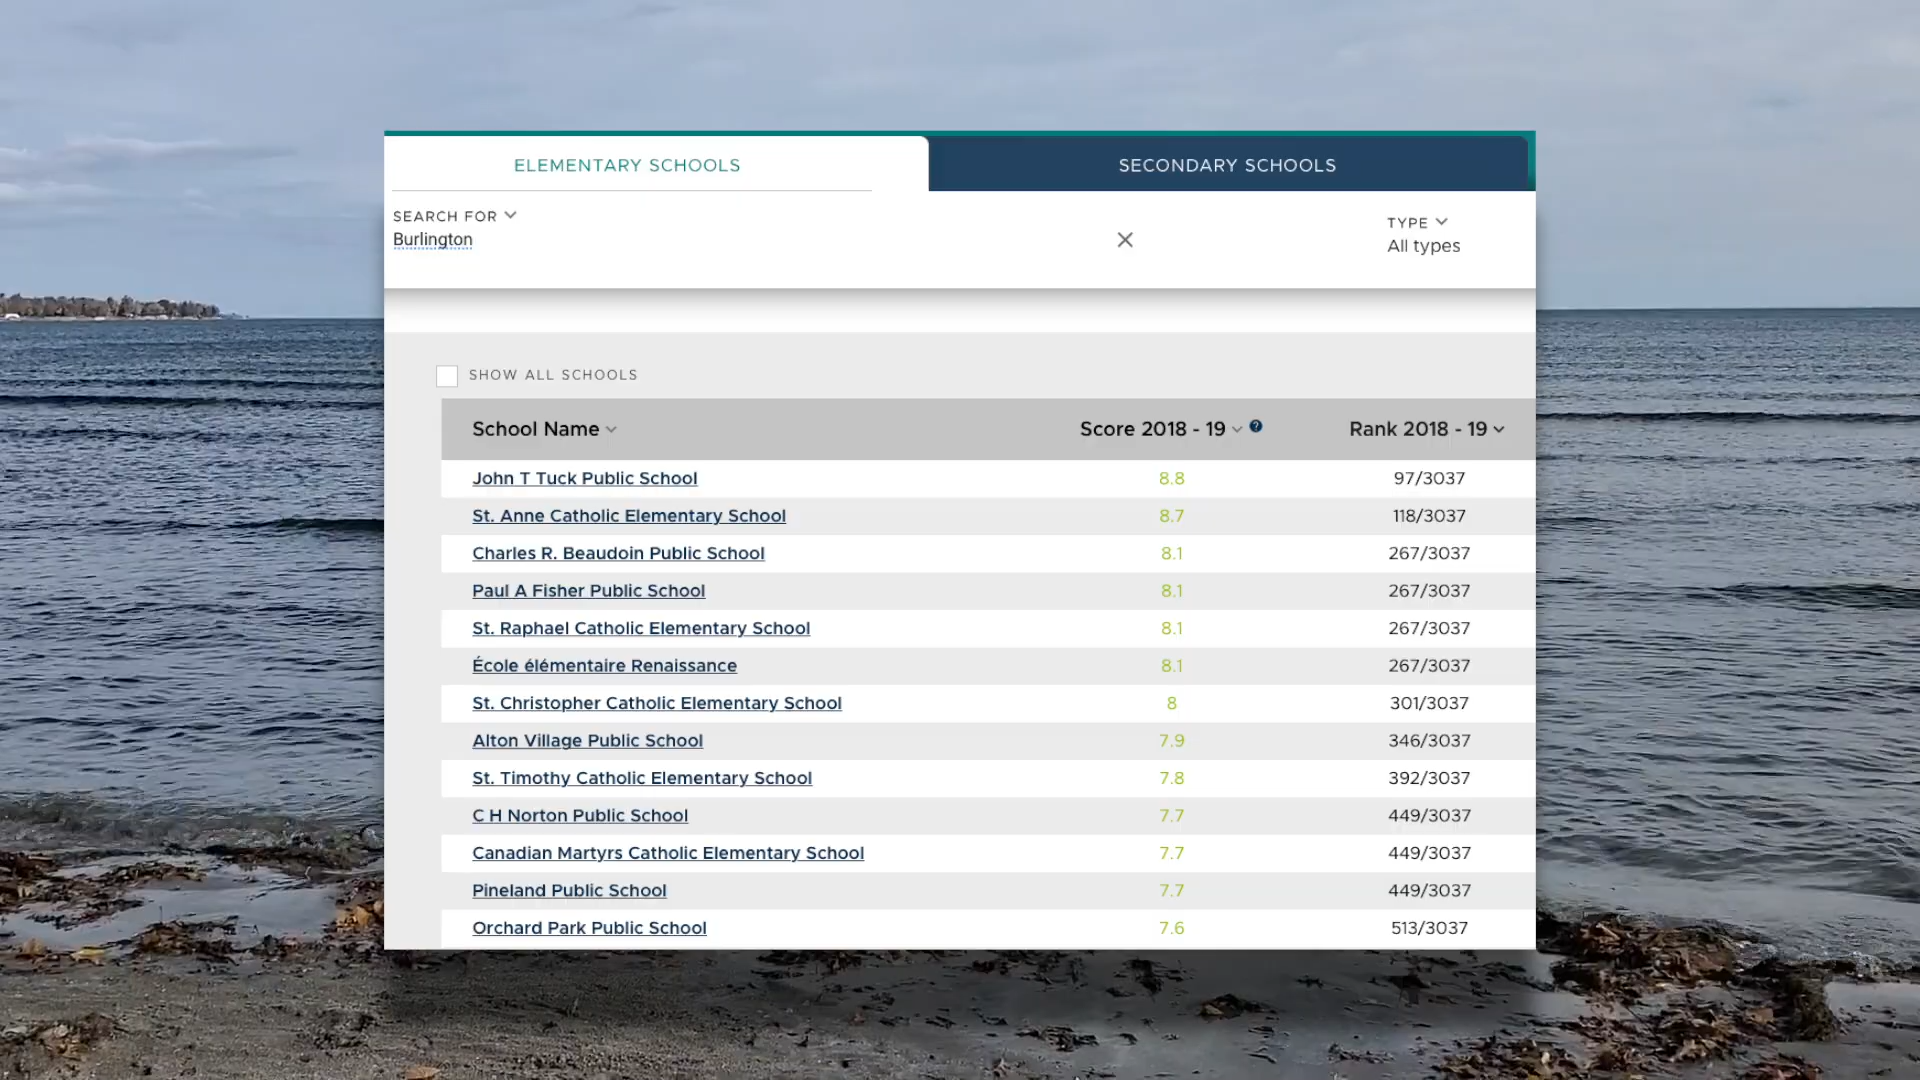 ELEMENTARY SCHOOLS SECONDARY SCHOOLS
SEARCH FOR TYPE
Burlington All types
SHOW ALL SCHOOLS
School Name Score 2018 - 19 ? Rank 2018 - 19
John T Tuck Public School 8.8 97/3037
St. Anne Catholic Elementary School 8.7 118/3037
Charles R. Beaudoin Public School 8.1 267/3037
Paul A Fisher Public School 8.1 267/3037
St. Raphael Catholic Elementary School 8.1 267/3037
École élémentaire Renaissance 8.1 267/3037
St. Christopher Catholic Elementary School 8 301/3037
Alton Village Public School 7.9 346/3037
St. Timothy Catholic Elementary School 7.8 392/3037
C H Norton Public School 7.7 449/3037
Canadian Martyrs Catholic Elementary School 7.7 449/3037
Pineland Public School 7.7 449/3037
Orchard Park Public School 7.6 513/3037